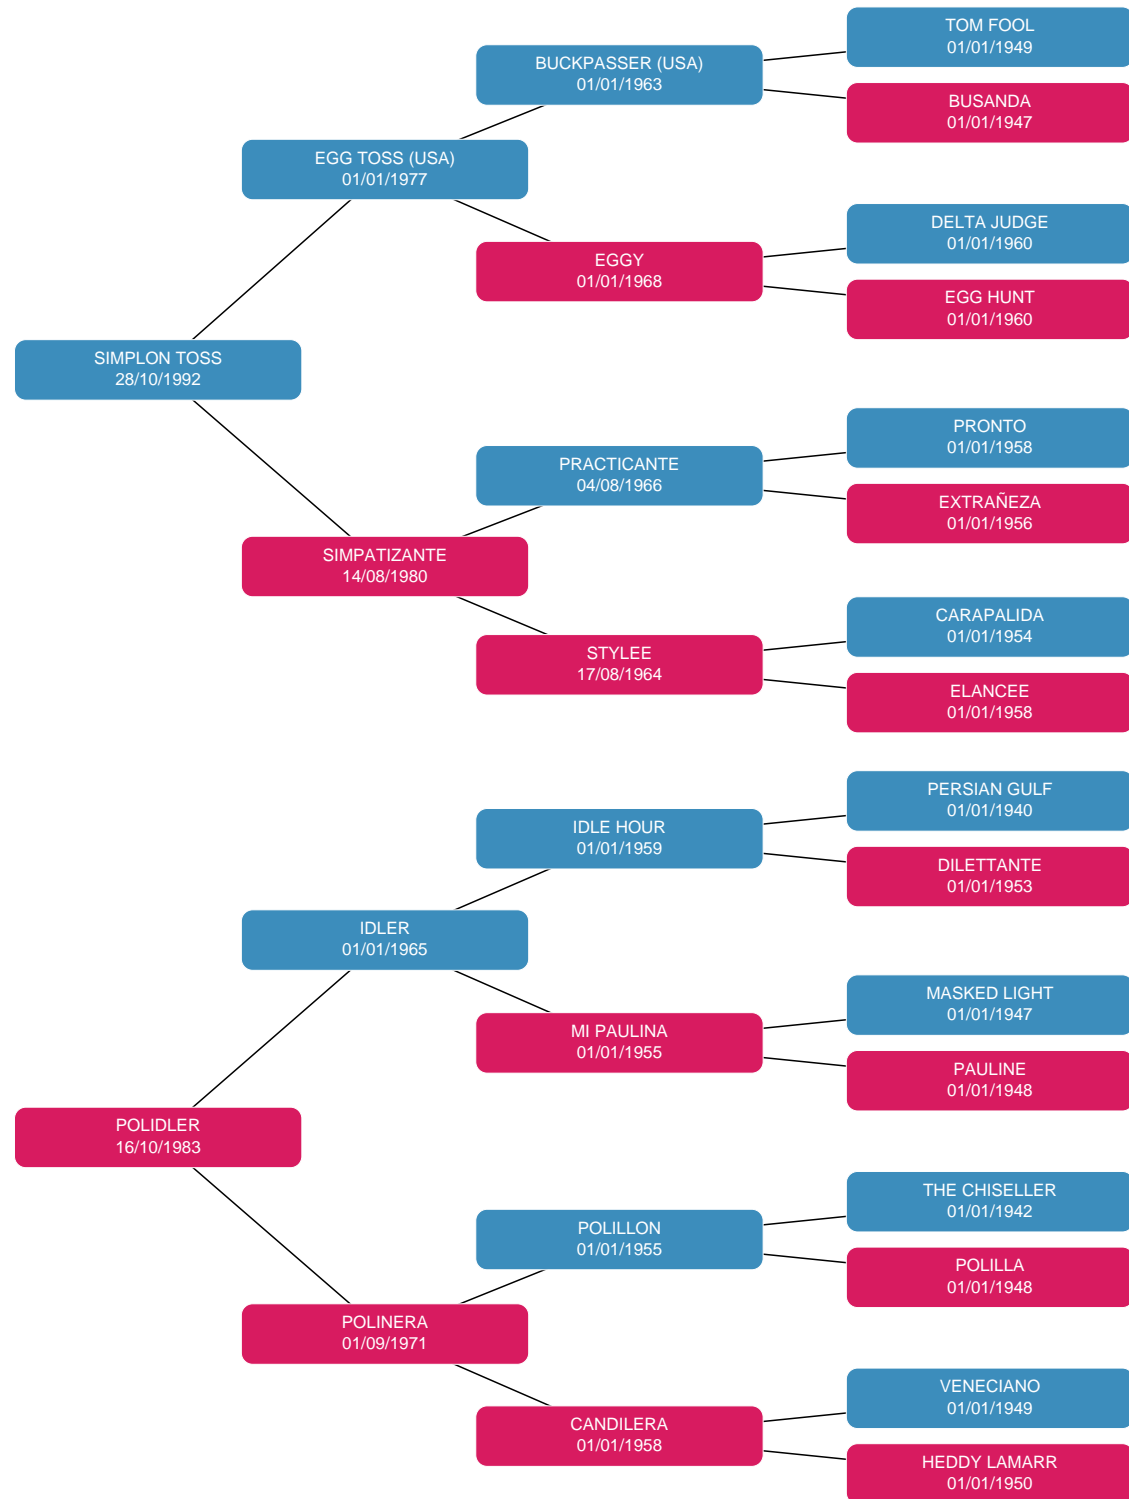 TOM FOOL
01/01/1949
BUCKPASSER (USA)
01/01/1963
BUSANDA
01/01/1947
EGG TOSS (USA)
01/01/1977
DELTA JUDGE
01/01/1960
EGGY
01/01/1968
EGG HUNT
01/01/1960
SIMPLON TOSS
28/10/1992
PRONTO
01/01/1958
PRACTICANTE
04/08/1966
EXTRAÑEZA
01/01/1956
SIMPATIZANTE
14/08/1980
CARAPALIDA
01/01/1954
STYLEE
17/08/1964
ELANCEE
01/01/1958
PERSIAN GULF
01/01/1940
IDLE HOUR
01/01/1959
DILETTANTE
01/01/1953
IDLER
01/01/1965
MASKED LIGHT
01/01/1947
MI PAULINA
01/01/1955
PAULINE
01/01/1948
POLIDLER
16/10/1983
THE CHISELLER
01/01/1942
POLILLON
01/01/1955
POLILLA
01/01/1948
POLINERA
01/09/1971
VENECIANO
01/01/1949
CANDILERA
01/01/1958
HEDDY LAMARR
01/01/1950